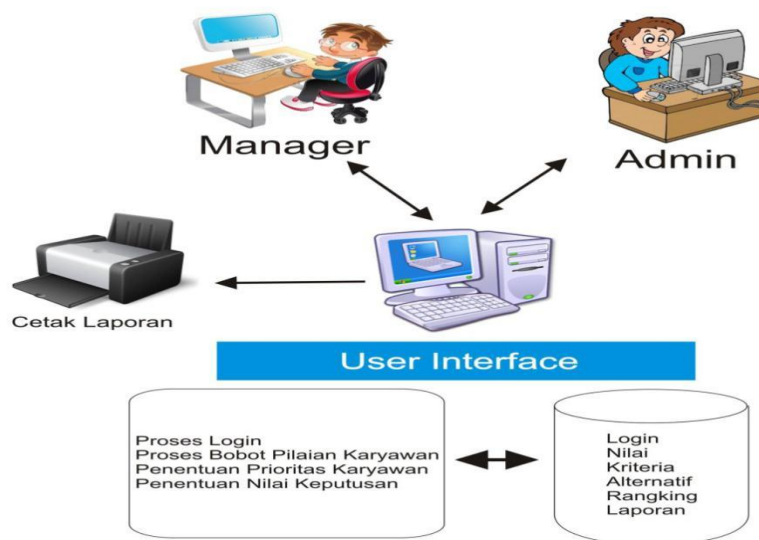 Manager
Admin
Cetak Laporan
User Interface
Proses Login
Proses Bobot Pilaian Karyawan
Penentuan Prioritas Karyawan
Penentuan Nilai Keputusan
Login
Nilai
Kriteria
Alternatif
Rangking
Laporan